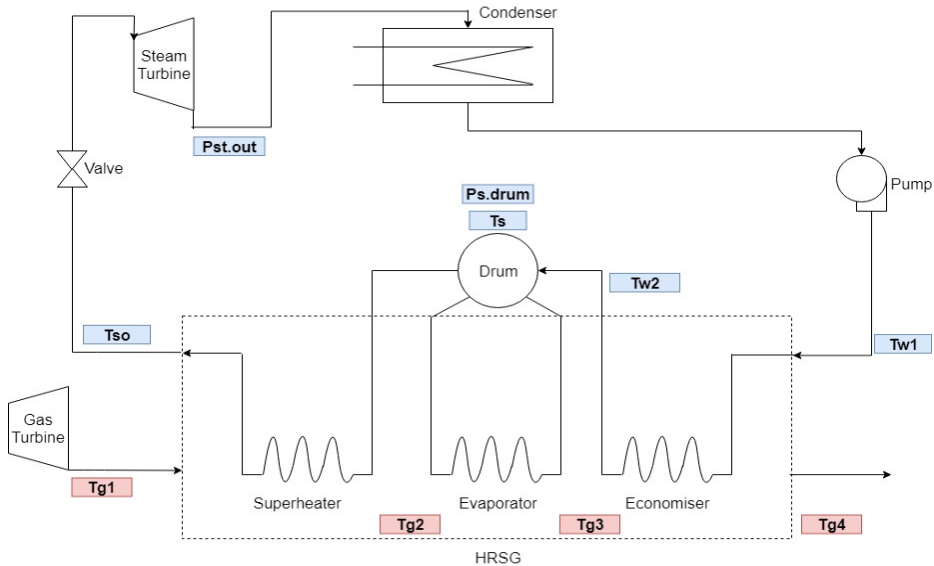 Condenser
Steam
Turbine
Pst.out
Valve
Pump
Ps.drum
Ts
Drum
Tw2
Tso
Tw1
Gas
Turbine
Tg1
Superheater
Evaporator
Economiser
Tg2
Tg3
Tg4
HRSG